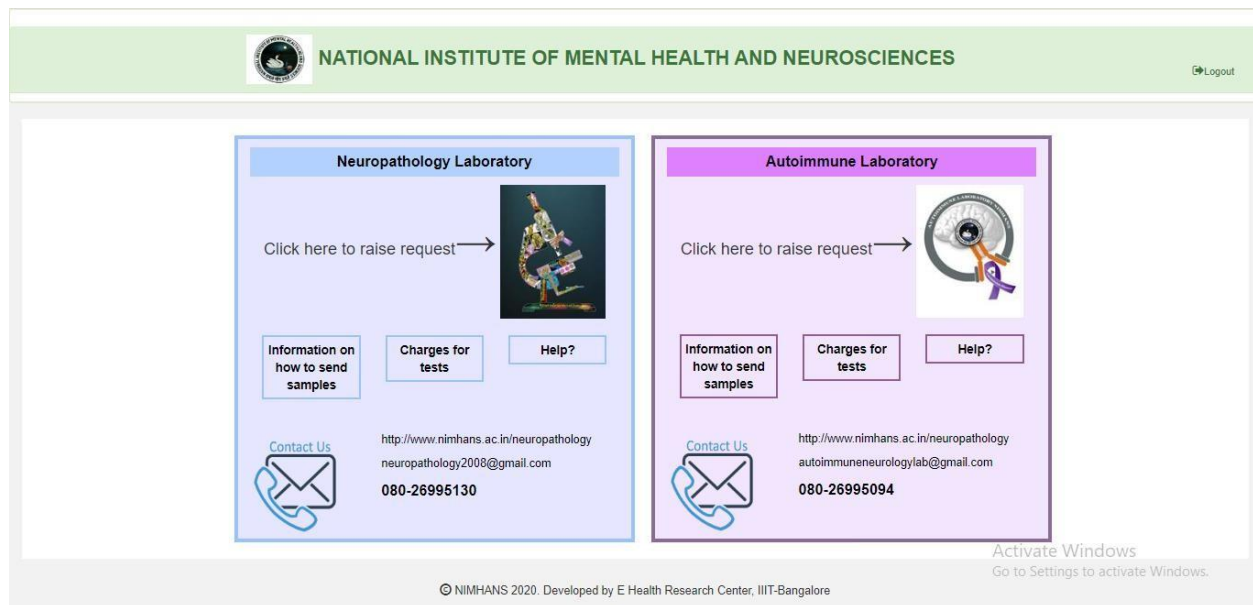 NATIONAL INSTITUTE OF MENTAL HEALTH AND NEUROSCIENCES
Logout
Neuropathology Laboratory
Click here to raise request
Information on
how to send
samples
Charges for
tests
Help?
Contact Us
http://www.nimhans.ac.in/neuropathology
neuropathology2008@gmail.com
080-26995130
Autoimmune Laboratory
Click here to raise request
Information on
how to send
samples
Charges for
tests
Help?
Contact Us
http://www.nimhans.ac.in/neuropathology
autoimmuneneurologylab@gmail.com
080-26995094
Activate Windows
Go to Settings to activate Windows.
© NIMHANS 2020. Developed by E Health Research Center, IIIT-Bangalore